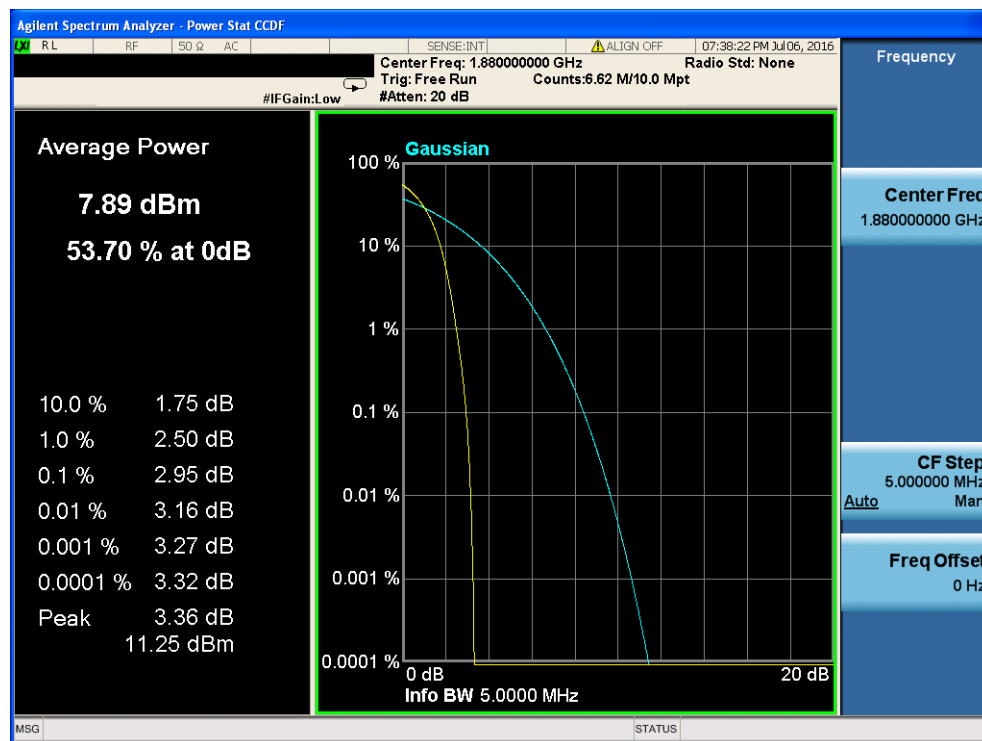 Agilent Spectrum Analyzer - Power Stat CCDF
LXI RL RF 50 Ω AC SENSE:INT ALIGN OFF 07:38:22 PM Jul 06, 2016
Center Freq: 1.880000000 GHz Radio Std: None
Trig: Free Run Counts:6.62 M/10.0 Mpt
#IFGain:Low #Atten: 20 dB
Average Power
7.89 dBm
53.70 % at 0dB
10.0 % 1.75 dB
1.0 % 2.50 dB
0.1 % 2.95 dB
0.01 % 3.16 dB
0.001 % 3.27 dB
0.0001 % 3.32 dB
Peak 3.36 dB
11.25 dBm
Gaussian
100 %
10 %
1 %
0.1 %
0.01 %
0.001 %
0.0001 %
0 dB 20 dB
Info BW 5.0000 MHz
Frequency
Center Freq
1.880000000 GHz
CF Step
5.000000 MHz
Auto Man
Freq Offset
0 Hz
MSG STATUS